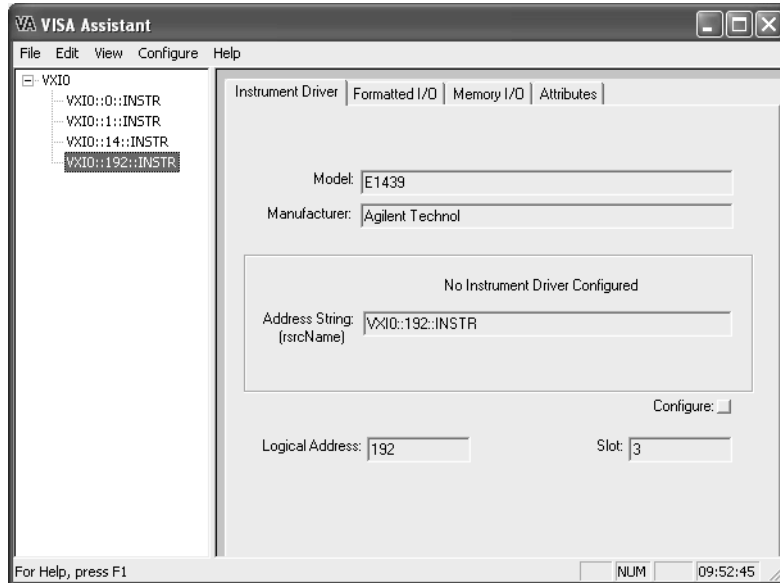 VA VISA Assistant
File Edit View Configure Help
VXI0
VXI0::0::INSTR
VXI0::1::INSTR
VXI0::14::INSTR
VXI0::192::INSTR
Instrument Driver Formatted I/O Memory I/O Attributes
Model: E1439
Manufacturer: Agilent Technol
No Instrument Driver Configured
Address String: VXI0::192::INSTR
(rsrcName)
Configure:
Logical Address: 192 Slot: 3
For Help, press F1 NUM 09:52:45